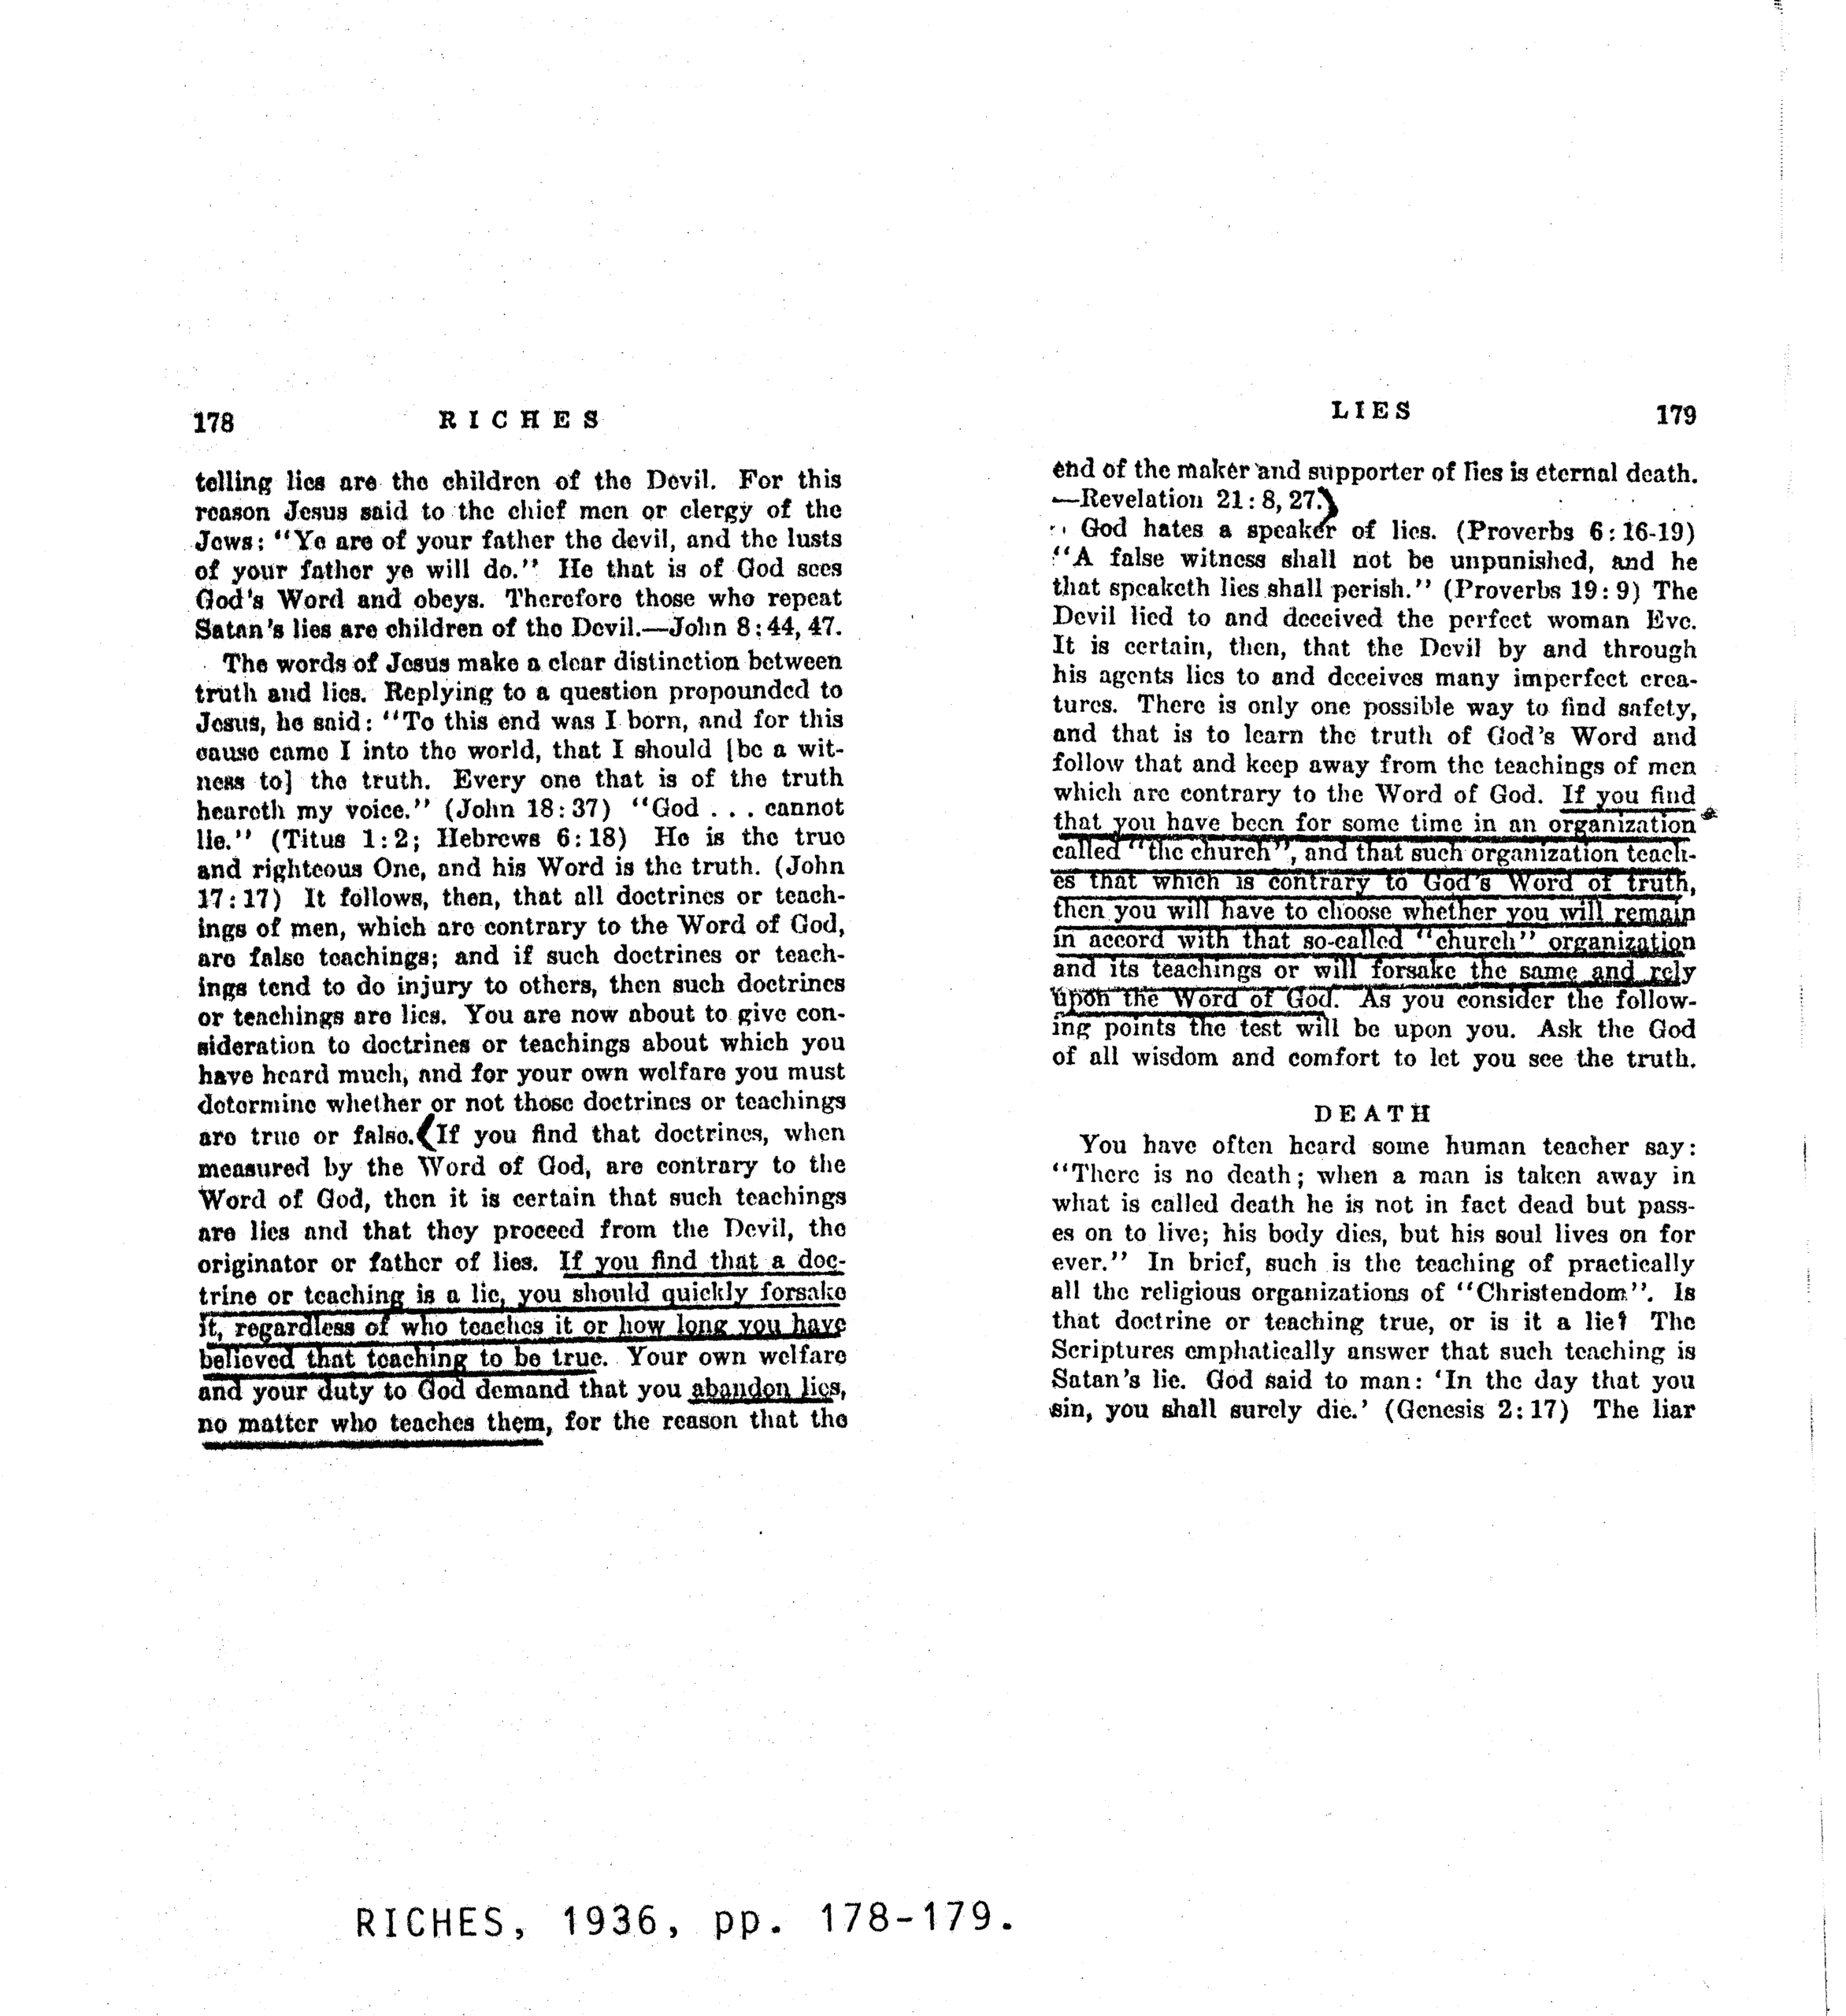 178 RICHES
telling lies are the children of the Devil. For this
reason Jesus said to the chief men or clergy of the
Jews: "Ye are of your father the devil, and the lusts
of your father ye will do." He that is of God sees
God's Word and obeys. Therefore those who repeat
Satan's lies are children of the Devil.—John 8:44, 47.
The words of Jesus make a clear distinction between
truth and lies. Replying to a question propounded to
Jesus, he said: "To this end was I born, and for this
cause came I into the world, that I should [be a wit-
ness to] the truth. Every one that is of the truth
heareth my voice." (John 18:37) "God . . . cannot
lie." (Titus 1:2; Hebrews 6:18) He is the true
and righteous One, and his Word is the truth. (John
17:17) It follows, then, that all doctrines or teach-
ings of men, which are contrary to the Word of God,
are false teachings; and if such doctrines or teach-
ings tend to do injury to others, then such doctrines
or teachings are lies. You are now about to give con-
sideration to doctrines or teachings about which you
have heard much, and for your own welfare you must
determine whether or not those doctrines or teachings
are true or false. (If you find that doctrines, when
measured by the Word of God, are contrary to the
Word of God, then it is certain that such teachings
are lies and that they proceed from the Devil, the
originator or father of lies. If you find that a doc-
trine or teaching is a lie, you should quickly forsake
it, regardless of who teaches it or how long you have
believed that teaching to be true. Your own welfare
and your duty to God demand that you abandon lies,
no matter who teaches them, for the reason that the
LIES 179
end of the maker and supporter of lies is eternal death.
—Revelation 21:8, 27.)
God hates a speaker of lies. (Proverbs 6:16-19)
"A false witness shall not be unpunished, and he
that speaketh lies shall perish." (Proverbs 19:9) The
Devil lied to and deceived the perfect woman Eve.
It is certain, then, that the Devil by and through
his agents lies to and deceives many imperfect crea-
tures. There is only one possible way to find safety,
and that is to learn the truth of God's Word and
follow that and keep away from the teachings of men
which are contrary to the Word of God. If you find
that you have been for some time in an organization
called "the church", and that such organization teach-
es that which is contrary to God's Word of truth,
then you will have to choose whether you will remain
in accord with that so-called "church" organization
and its teachings or will forsake the same and rely
upon the Word of God. As you consider the follow-
ing points the test will be upon you. Ask the God
of all wisdom and comfort to let you see the truth.
DEATH
You have often heard some human teacher say:
"There is no death; when a man is taken away in
what is called death he is not in fact dead but pass-
es on to live; his body dies, but his soul lives on for
ever." In brief, such is the teaching of practically
all the religious organizations of "Christendom". Is
that doctrine or teaching true, or is it a lie? The
Scriptures emphatically answer that such teaching is
Satan's lie. God said to man: 'In the day that you
sin, you shall surely die.' (Genesis 2:17) The liar
RICHES, 1936, pp. 178-179.